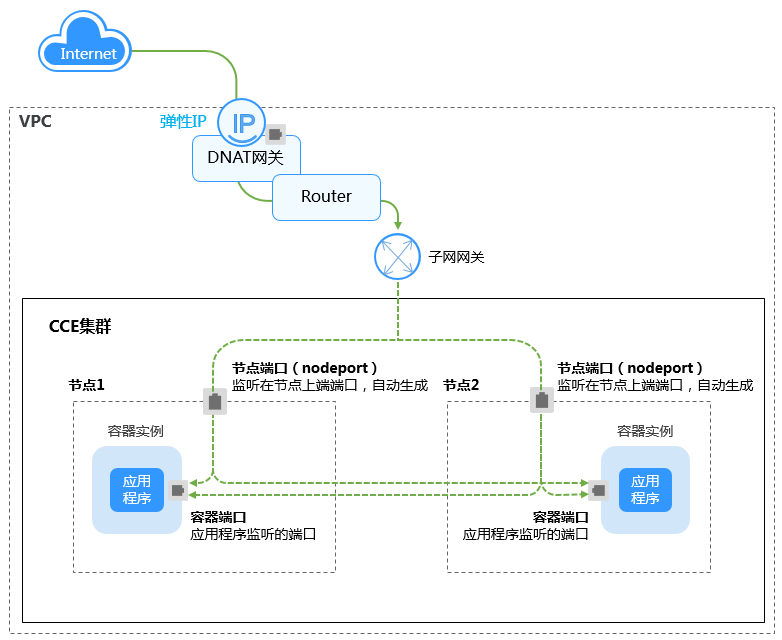 Internet
VPC
弹性IP
IP
DNAT网关
Router
子网网关
CCE集群
节点端口（nodeport）
监听在节点上端端口，自动生成
节点端口（nodeport）
监听在节点上端端口，自动生成
节点1
节点2
容器实例
容器实例
应用
程序
应用
程序
容器端口
应用程序监听的端口
容器端口
应用程序监听的端口